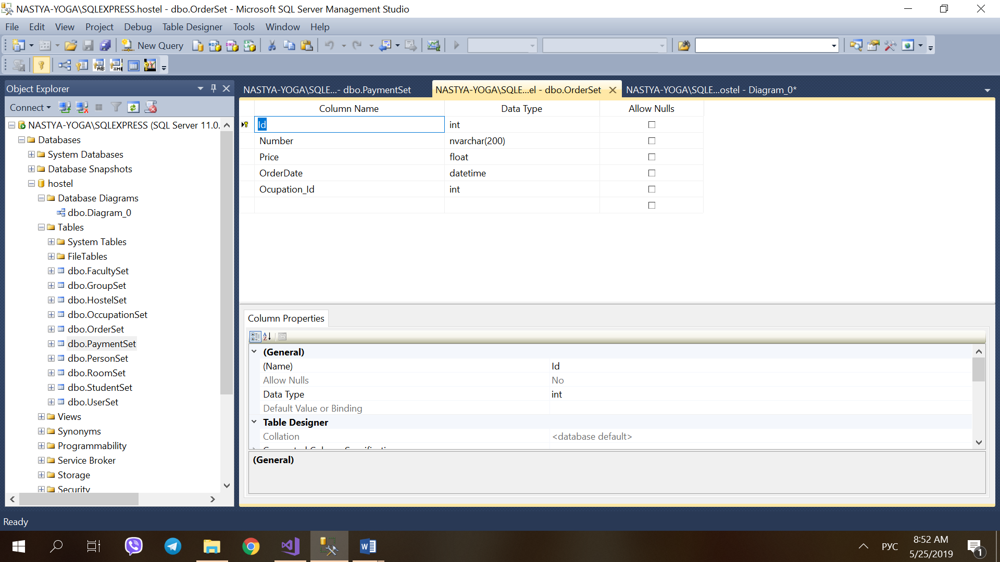 NASTYA-YOGA\SQLEXPRESS.hostel - dbo.OrderSet - Microsoft SQL Server Management Studio
File Edit View Project Debug Table Designer Tools Window Help
New Query
Object Explorer
NASTYA-YOGA\SQLE...- dbo.PaymentSet NASTYA-YOGA\SQLE...el - dbo.OrderSet NASTYA-YOGA\SQLE...ostel - Diagram_0*
Connect
NASTYA-YOGA\SQLEXPRESS (SQL Server 11.0.
Databases
System Databases
Database Snapshots
hostel
Database Diagrams
dbo.Diagram_0
Tables
System Tables
FileTables
dbo.FacultySet
dbo.GroupSet
dbo.HostelSet
dbo.OccupationSet
dbo.OrderSet
dbo.PaymentSet
dbo.PersonSet
dbo.RoomSet
dbo.StudentSet
dbo.UserSet
Views
Synonyms
Programmability
Service Broker
Storage
Security
Column Name Data Type Allow Nulls
Id int
Number nvarchar(200)
Price float
OrderDate datetime
Ocupation_Id int
Column Properties
(General)
(Name) Id
Allow Nulls No
Data Type int
Default Value or Binding
Table Designer
Collation <database default>
(General)
Ready
РУС
8:52 AM
5/25/2019
1